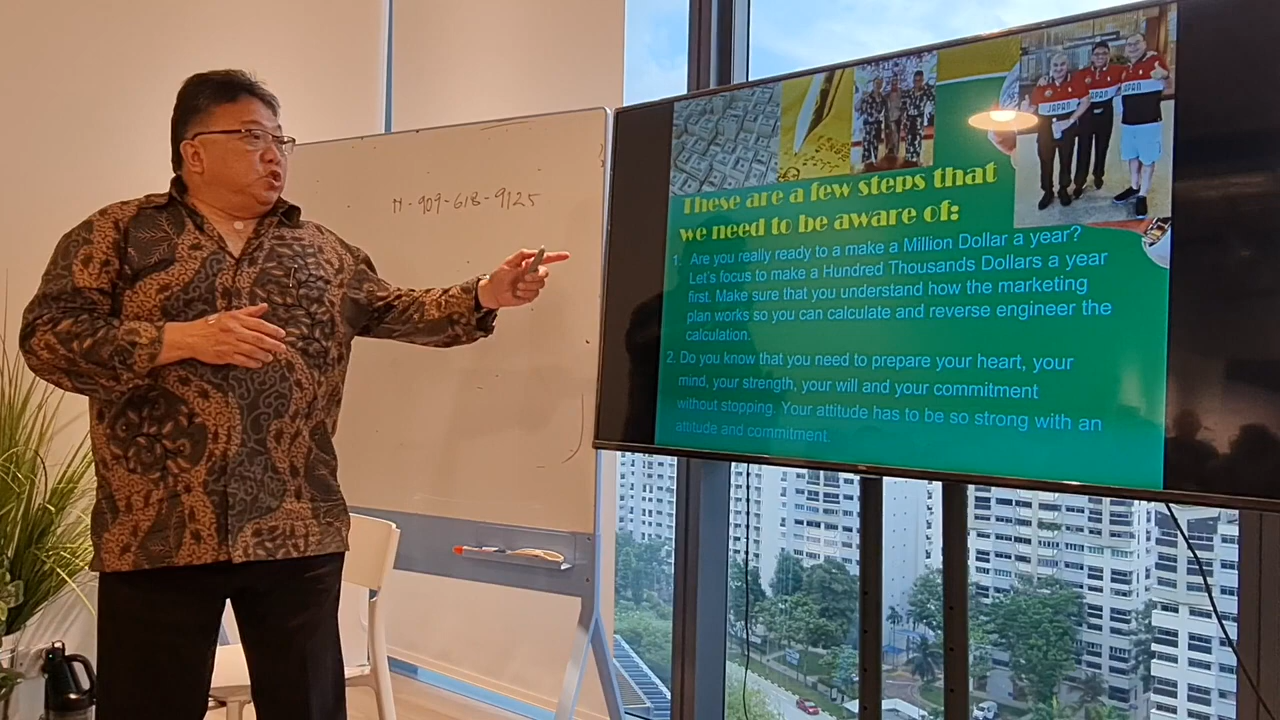 H-909-618-9125
JAPAN
JAPAN
JAPAN
These are a few steps that
we need to be aware of:
1. Are you really ready to a make a Million Dollar a year?
Let's focus to make a Hundred Thousands Dollars a year
first. Make sure that you understand how the marketing
plan works so you can calculate and reverse engineer the
calculation.
2. Do you know that you need to prepare your heart, your
mind, your strength, your will and your commitment
without stopping. Your attitude has to be so strong with an
attitude and commitment.